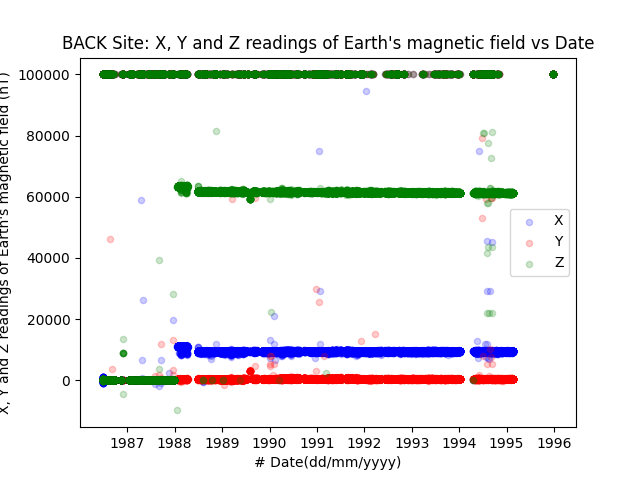 BACK Site: X, Y and Z readings of Earth's magnetic field vs Date
X, Y and Z readings of Earth's magnetic field (nT)
100000
80000
60000
40000
20000
0
X
Y
Z
1987 1988 1989 1990 1991 1992 1993 1994 1995 1996
# Date(dd/mm/yyyy)